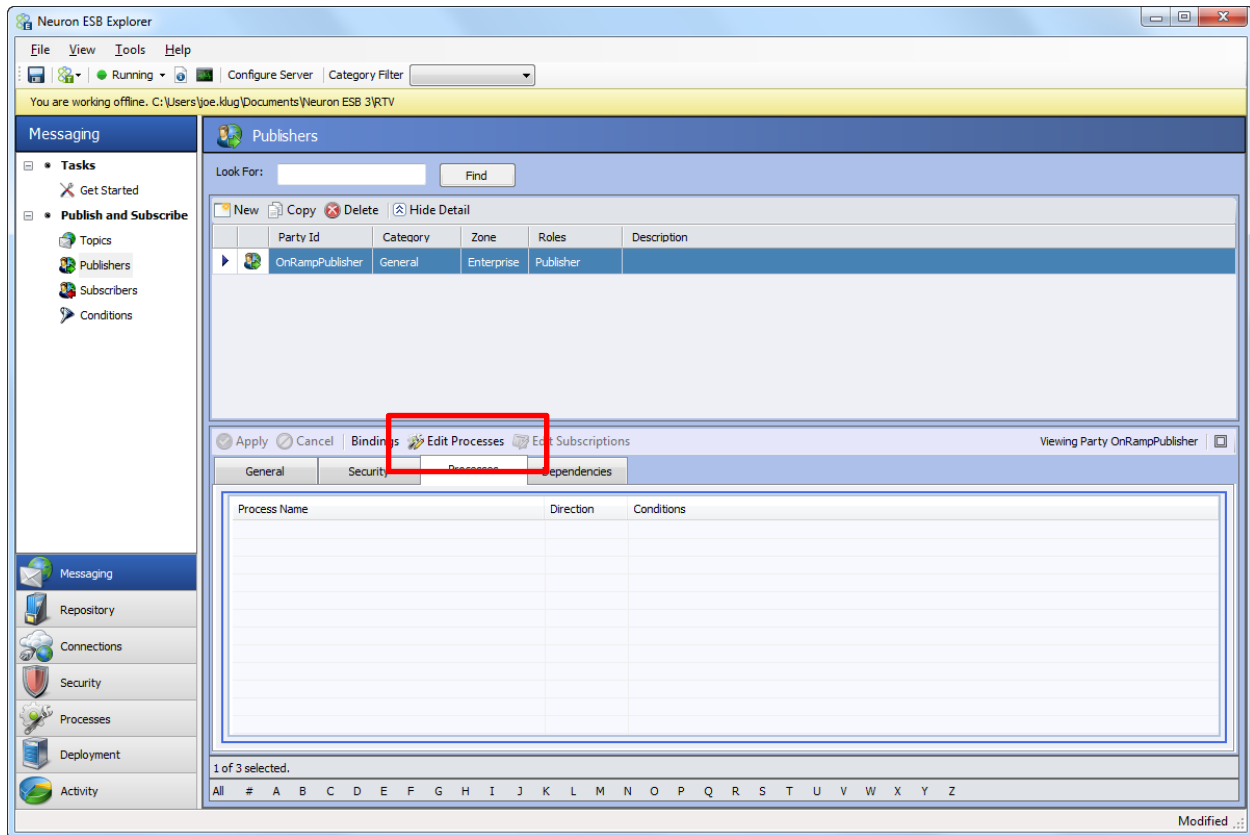 Neuron ESB Explorer
File View Tools Help
Running Configure Server Category Filter
You are working offline. C:\Users\joe.klug\Documents\Neuron ESB 3\RTV
Messaging
Tasks
Get Started
Publish and Subscribe
Topics
Publishers
Subscribers
Conditions
Messaging
Repository
Connections
Security
Processes
Deployment
Activity
Publishers
Look For: Find
New Copy Delete Hide Detail
Party Id Category Zone Roles Description
OnRampPublisher General Enterprise Publisher
Apply Cancel Bindings Edit Processes Edit Subscriptions Viewing Party OnRampPublisher
General Security Processes Dependencies
Process Name Direction Conditions
1 of 3 selected.
All # A B C D E F G H I J K L M N O P Q R S T U V W X Y Z
Modified